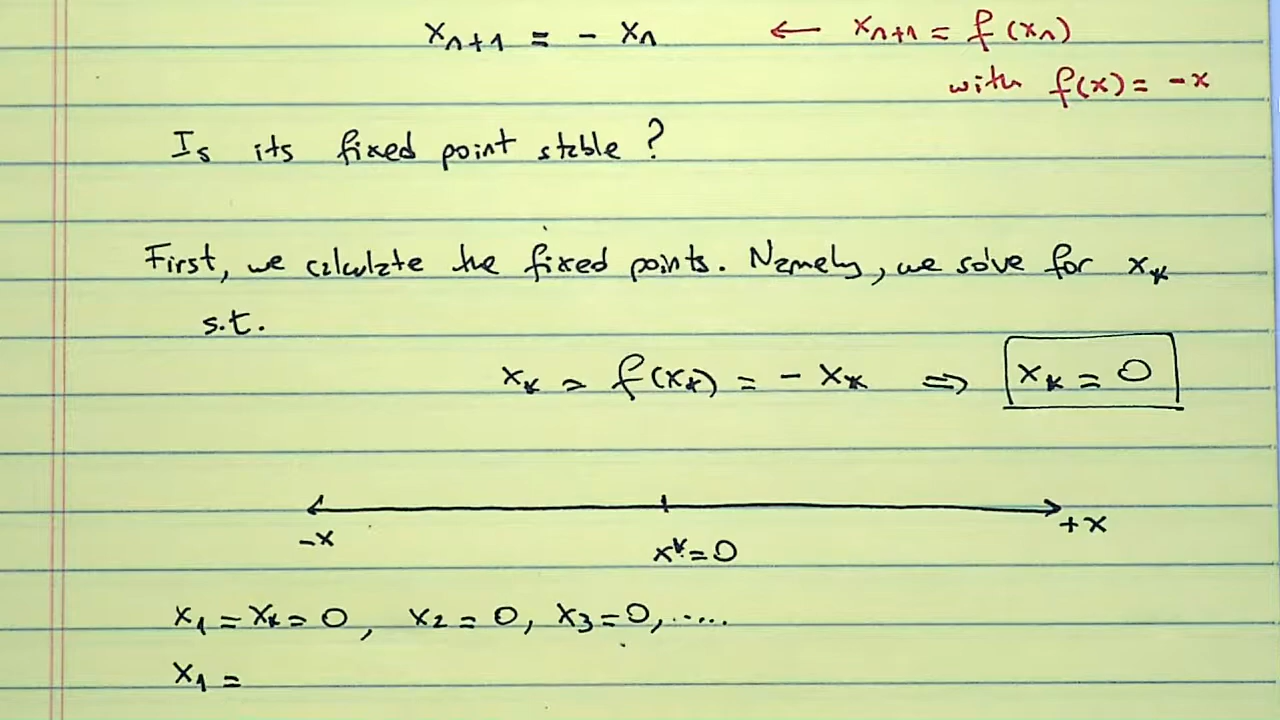 xₙ₊₁ = - xₙ ← xₙ₊₁ = f(xₙ)
with f(x) = -x
Is its fixed point stable ?
First, we calculate the fixed points. Namely, we solve for x⁎
s.t.
x⁎ = f(x⁎) = - x⁎ ⇒ x⁎ = 0
-x +x
x* = 0
x₁ = x⁎ = 0, x₂ = 0, x₃ = 0, .....
x₁ =